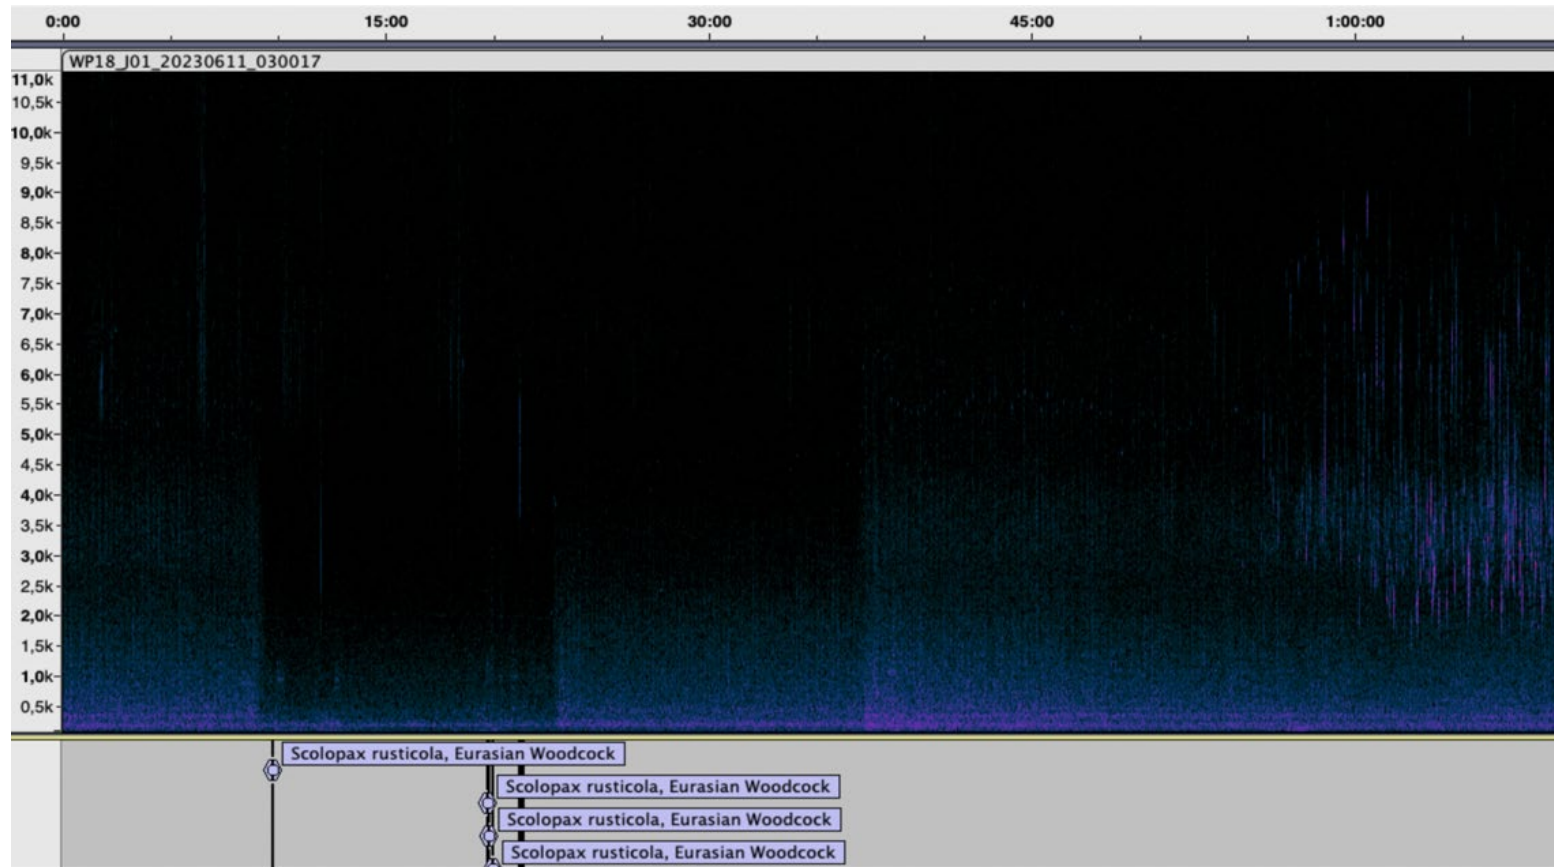 0:00 15:00 30:00 45:00 1:00:00
WP18_J01_20230611_030017
11,0k
10,5k
10,0k
9,5k
9,0k
8,5k
8,0k
7,5k
7,0k
6,5k
6,0k
5,5k
5,0k
4,5k
4,0k
3,5k
3,0k
2,5k
2,0k
1,5k
1,0k
0,5k
Scolopax rusticola, Eurasian Woodcock
Scolopax rusticola, Eurasian Woodcock
Scolopax rusticola, Eurasian Woodcock
Scolopax rusticola, Eurasian Woodcock